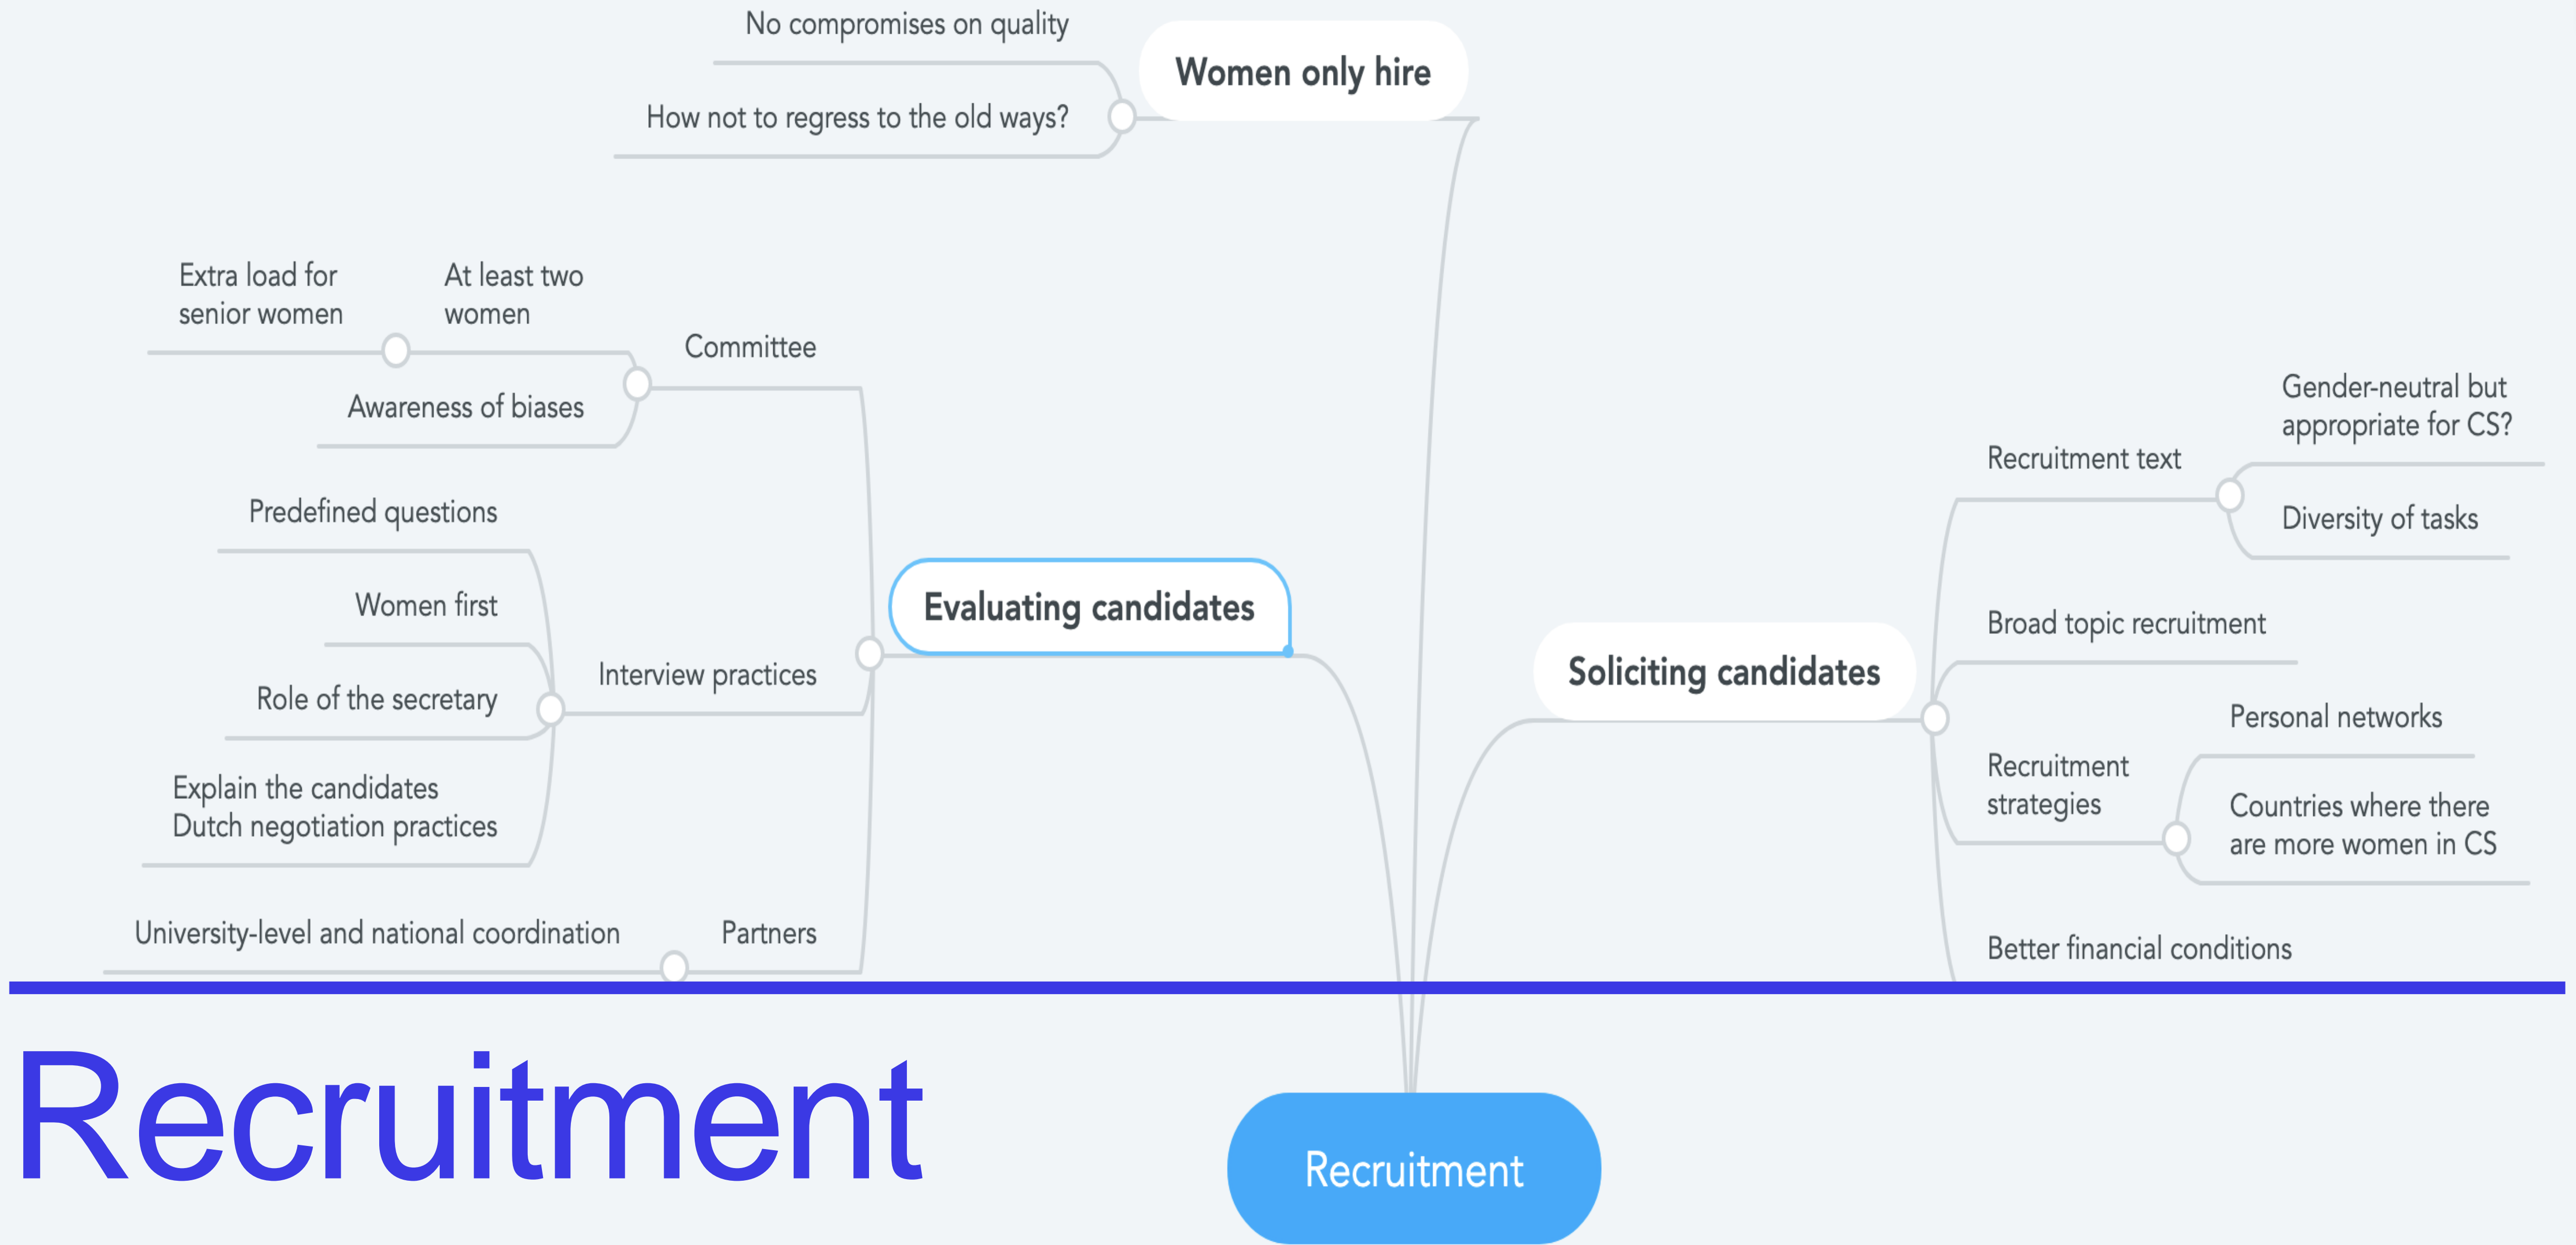 No compromises on quality
Women only hire
How not to regress to the old ways?
Extra load for
senior women
At least two
women
Committee
Awareness of biases
Predefined questions
Women first
Evaluating candidates
Interview practices
Role of the secretary
Explain the candidates
Dutch negotiation practices
University-level and national coordination
Partners
Soliciting candidates
Recruitment text
Gender-neutral but
appropriate for CS?
Diversity of tasks
Broad topic recruitment
Recruitment
strategies
Personal networks
Countries where there
are more women in CS
Better financial conditions
Recruitment
Recruitment